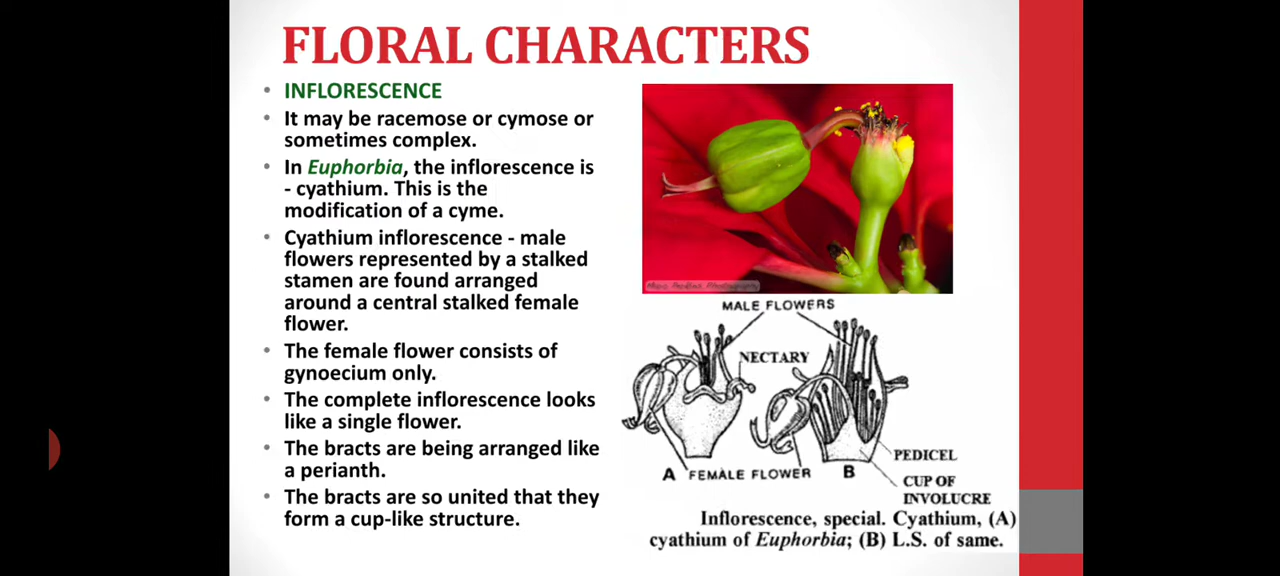 FLORAL CHARACTERS
• INFLORESCENCE
• It may be racemose or cymose or
sometimes complex.
• In Euphorbia, the inflorescence is
- cyathium. This is the
modification of a cyme.
• Cyathium inflorescence - male
flowers represented by a stalked
stamen are found arranged
around a central stalked female
flower.
• The female flower consists of
gynoecium only.
• The complete inflorescence looks
like a single flower.
• The bracts are being arranged like
a perianth.
• The bracts are so united that they
form a cup-like structure.
MALE FLOWERS
NECTARY
PEDICEL
A FEMALE FLOWER B
CUP OF
INVOLUCRE
Inflorescence, special. Cyathium, (A)
cyathium of Euphorbia; (B) L.S. of same.